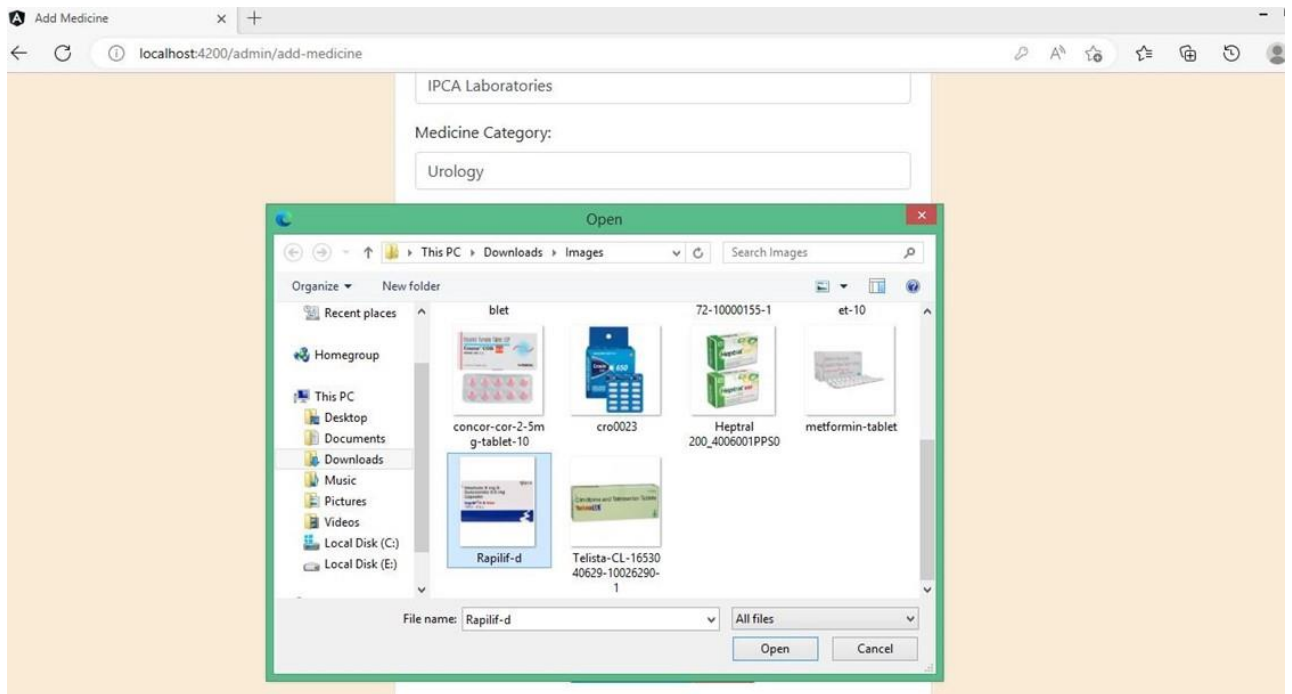 Add Medicine
localhost:4200/admin/add-medicine
IPCA Laboratories
Medicine Category:
Urology
Open
This PC Downloads Images
Search Images
Organize New folder
Recent places
Homegroup
This PC
Desktop
Documents
Downloads
Music
Pictures
Videos
Local Disk (C:)
Local Disk (E:)
blet 72-10000155-1 et-10
concor-cor-2-5m cro0023 Heptral metformin-tablet
g-tablet-10 200_4006001PPS0
Rapilif-d Telista-CL-16530
40629-10026290-
1
File name: Rapilif-d All files
Open Cancel